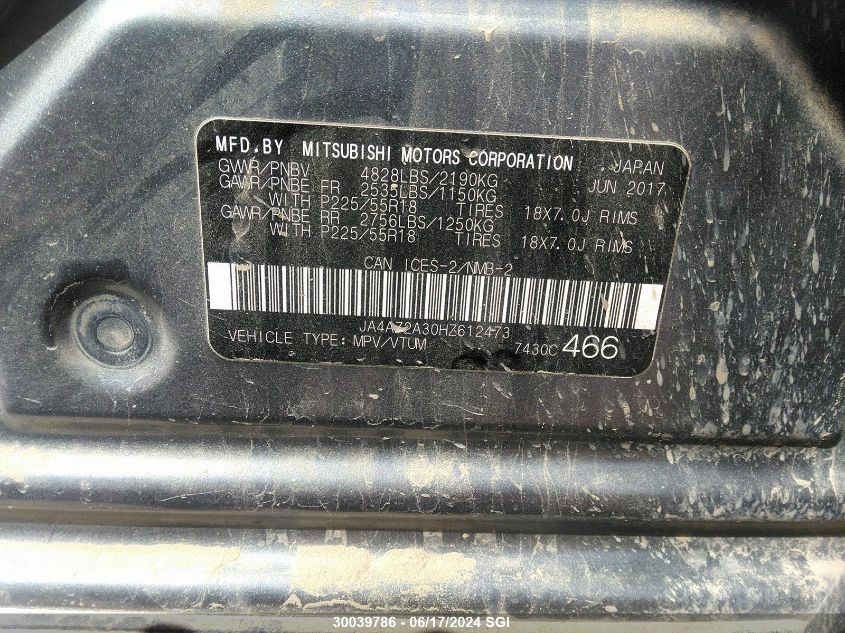 MFD.BY MITSUBISHI MOTORS CORPORATION JAPAN
GWVR/PNBV 4828LBS/2190KG JUN 2017
GAWR/PNBE FR 2535LBS/1150KG
WITH P225/55R18 TIRES 18X7.0J RIMS
GAWR/PNBE RR 2756LBS/1250KG
WITH P225/55R18 TIRES 18X7.0J RIMS
CAN ICES-2/NMB-2
VEHICLE TYPE: MPV/VTUM 7430C 466
30039786 - 06/17/2024 SGI